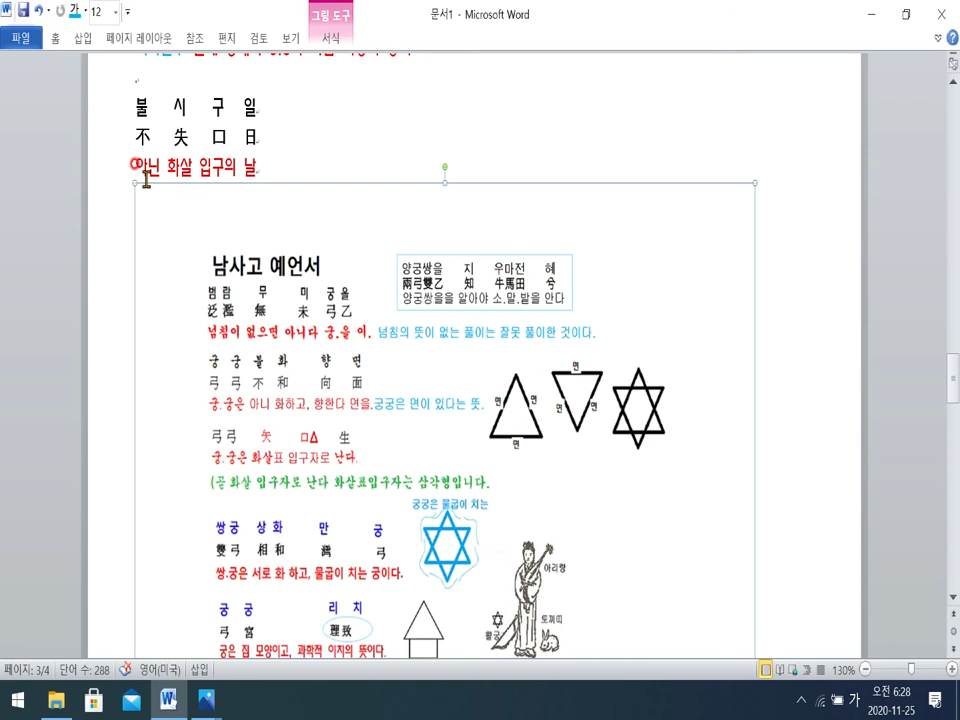 그림 도구
12
문서1 - Microsoft Word
파일 홈 삽입 페이지 레이아웃 참조 편지 검토 보기 서식
불 시 구 일
不 失 口 日
아닌 화살 입구의 날
남사고 예언서
양궁쌍을 지 우마전 혜
兩弓雙乙 知 牛馬田 兮
양궁쌍을을 알아야 소.말.밭을 안다
범 람 무 미 궁 을
泛 濫 無 未 弓 乙
넘침이 없으면 아니다 궁.을 이. 넘침의 뜻이 없는 풀이는 잘못 풀이한 것이다.
궁 궁 불 화 향 면
弓 弓 不 和 向 面
궁.궁은 아니 화하고, 향한다 면을.궁궁은 면이 있다는 뜻.
면 면 면
면 면 면
弓 弓 矢 口△ 生
궁.궁은 화살표 입구자로 난다.
(곧 화살 입구자로 난다 화살표입구자는 삼각형입니다.
궁궁은 물굽이 치는
쌍 궁 상 화 만 궁
雙 弓 相 和 灣 弓
쌍.궁은 서로 화 하고, 물굽이 치는 궁이다.
아리랑
토끼띠
활궁
궁 궁 리 치
弓 宮 理致
궁은 집 모양이고, 과학적 이치의 뜻이다.
페이지: 3/4 단어 수: 288 영어(미국) 삽입 130%
가 오전 6:28
2020-11-25